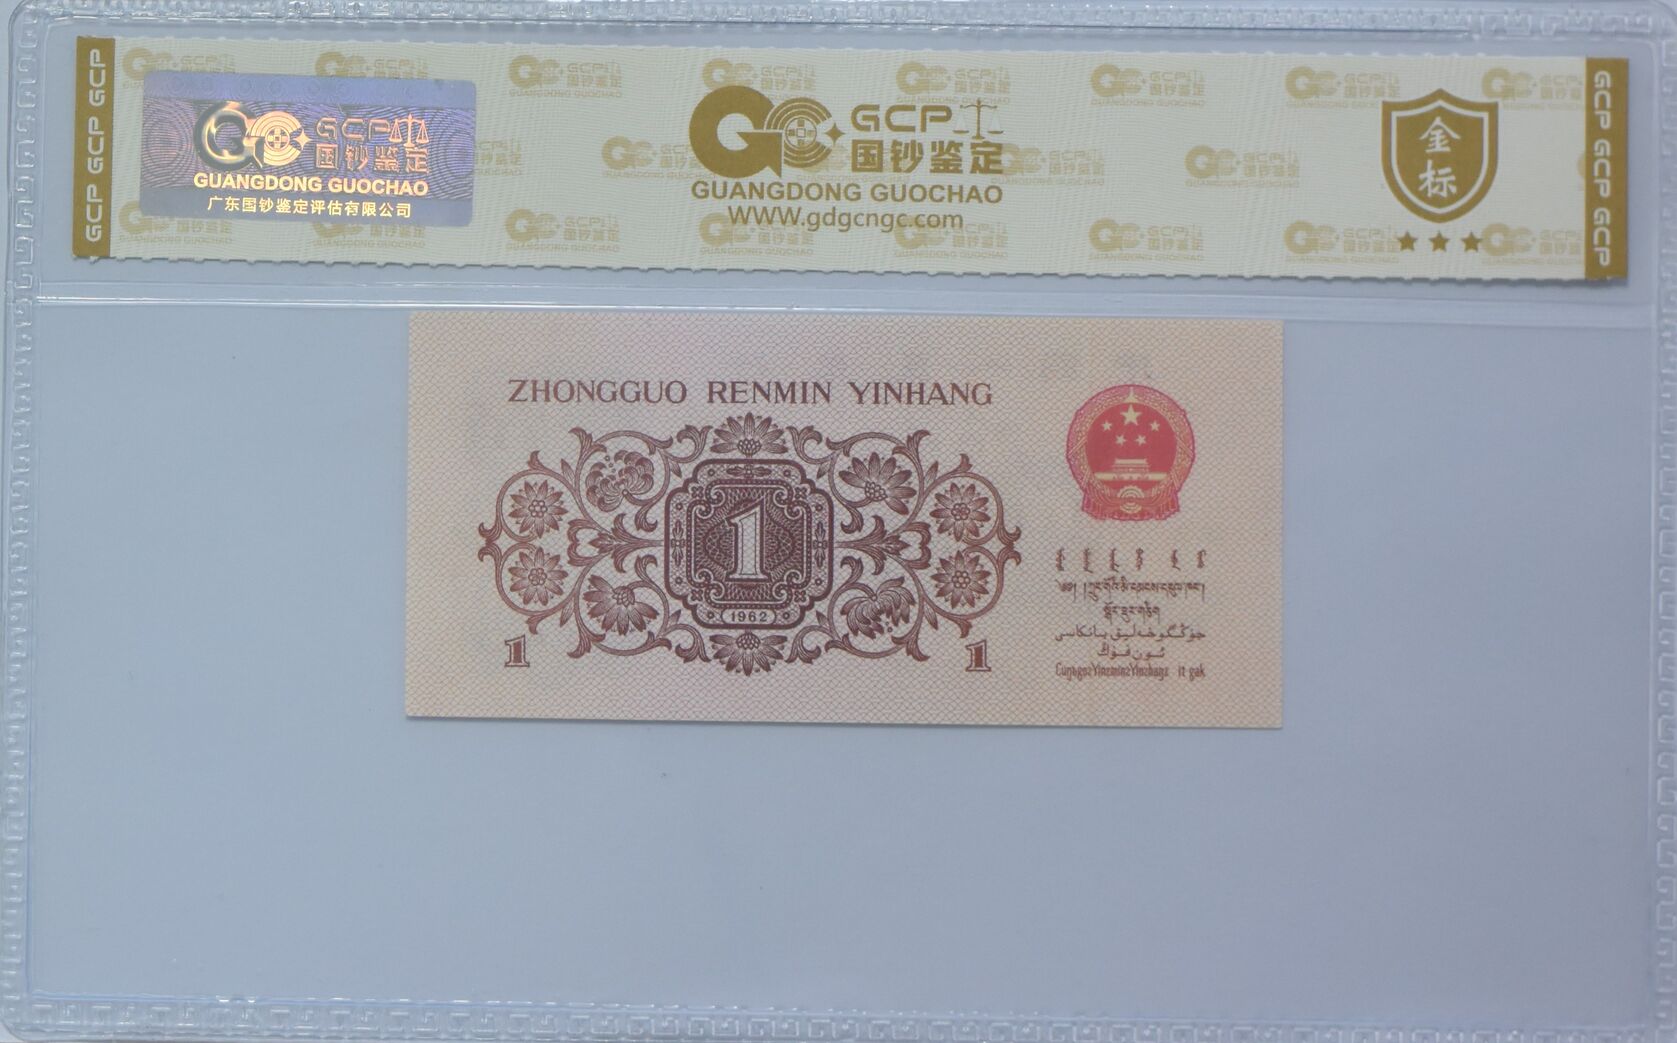 GCP GCP GCP
GCP 国钞鉴定
GUANGDONG GUOCHAO
广东国钞鉴定评估有限公司
GCP
国钞鉴定
GUANGDONG GUOCHAO
WWW.gdgcngc.com
金标
GCP GCP GCP
ZHONGGUO RENMIN YINHANG
1
1962
1
1